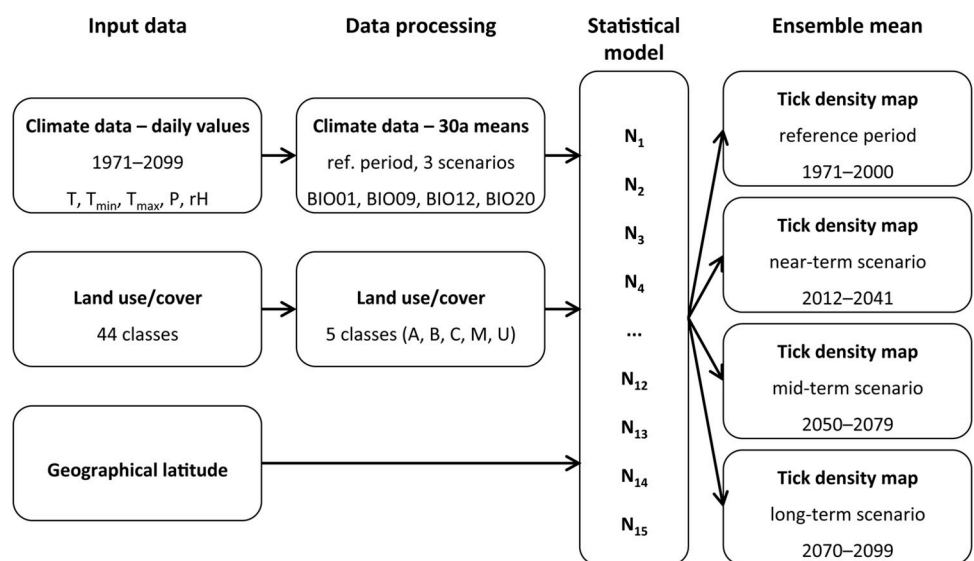 Input data
Data processing
Statistical
model
Ensemble mean
Climate data – daily values
1971–2099
T, Tmin, Tmax, P, rH
Climate data – 30a means
ref. period, 3 scenarios
BIO01, BIO09, BIO12, BIO20
Land use/cover
44 classes
Land use/cover
5 classes (A, B, C, M, U)
Geographical latitude
N1
N2
N3
N4
...
N12
N13
N14
N15
Tick density map
reference period
1971–2000
Tick density map
near-term scenario
2012–2041
Tick density map
mid-term scenario
2050–2079
Tick density map
long-term scenario
2070–2099